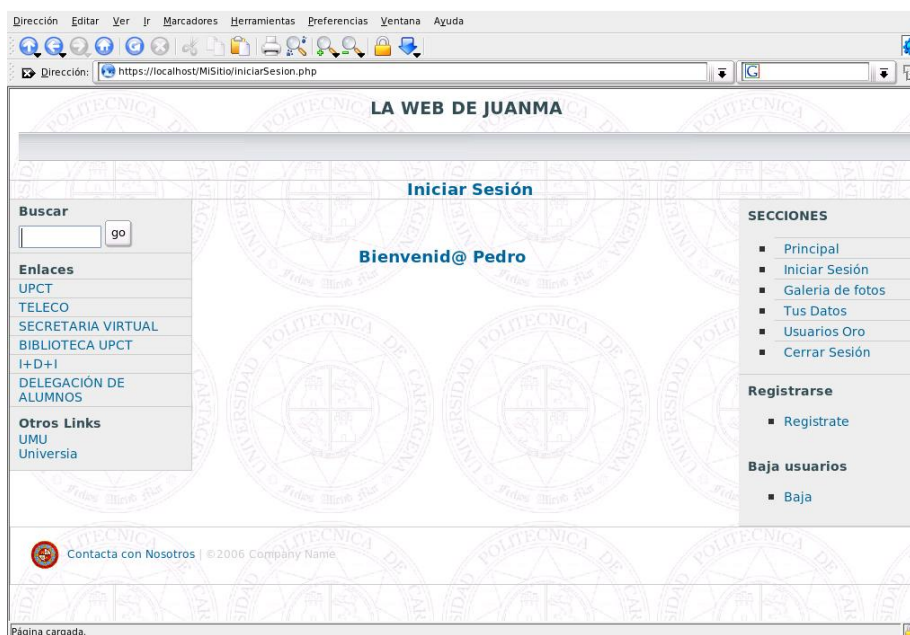 Dirección Editar Ver Ir Marcadores Herramientas Preferencias Ventana Ayuda
Dirección: https://localhost/MiSitio/iniciarSesion.php
G
LA WEB DE JUANMA
Iniciar Sesión
Buscar
go
Enlaces
UPCT
TELECO
SECRETARIA VIRTUAL
BIBLIOTECA UPCT
I+D+I
DELEGACIÓN DE
ALUMNOS
Otros Links
UMU
Universia
Bienvenid@ Pedro
SECCIONES
Principal
Iniciar Sesión
Galeria de fotos
Tus Datos
Usuarios Oro
Cerrar Sesión
Registrarse
Registrate
Baja usuarios
Baja
Contacta con Nosotros | ©2006 Company Name
Página cargada.